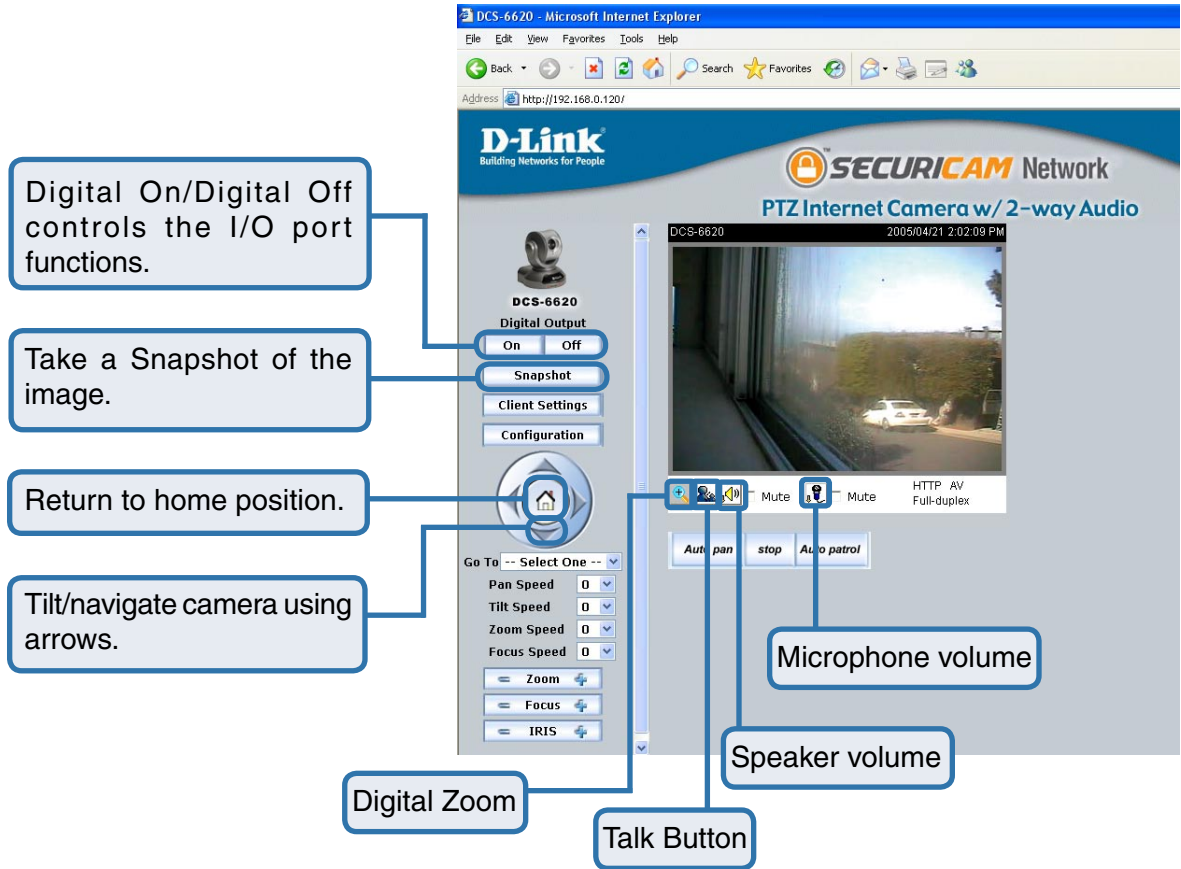 DCS-6620 - Microsoft Internet Explorer
File Edit View Favorites Tools Help
Back Search Favorites
Address http://192.168.0.120/
D-Link
Building Networks for People
SECURICAM Network
TM
PTZ Internet Camera w/ 2-way Audio
Digital On/Digital Off
controls the I/O port
functions.
Take a Snapshot of the
image.
Return to home position.
Tilt/navigate camera using
arrows.
DCS-6620
Digital Output
On Off
Snapshot
Client Settings
Configuration
Go To -- Select One --
Pan Speed 0
Tilt Speed 0
Zoom Speed 0
Focus Speed 0
Zoom
Focus
IRIS
DCS-6620 2005/04/21 2:02:09 PM
Mute Mute HTTP AV
Full-duplex
Auto pan stop Auto patrol
Microphone volume
Speaker volume
Digital Zoom
Talk Button